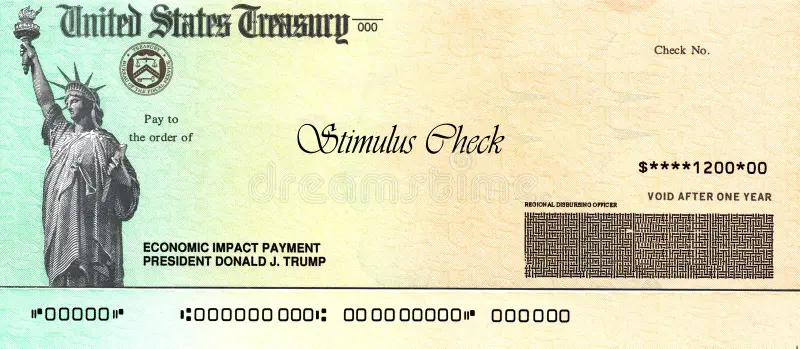 United States Treasury 000
Check No.
Pay to
the order of
Stimulus Check
$****1200*00
VOID AFTER ONE YEAR
REGIONAL DISBURSING OFFICER
ECONOMIC IMPACT PAYMENT
PRESIDENT DONALD J. TRUMP
⑈00000⑈ ⑆000000000⑆ 000000000⑈ 000000
dreamstime